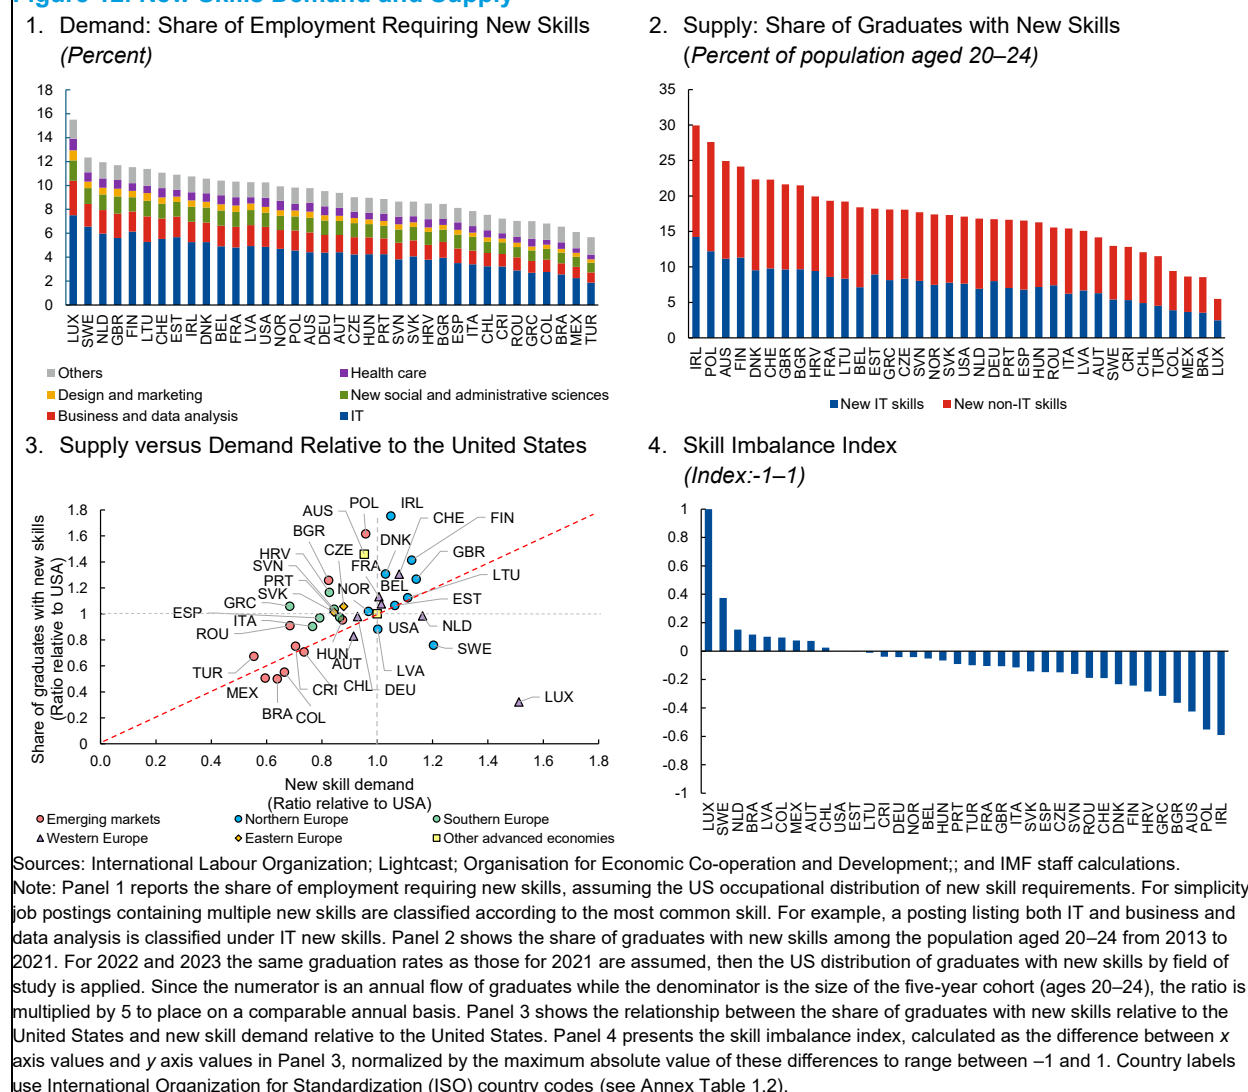 Figure 12. New Skills Demand and Supply
1. Demand: Share of Employment Requiring New Skills
(Percent)
18
16
14
12
10
8
6
4
2
0
LUX SWE NLD GBR FIN LTU CHE EST IRL DNK BEL FRA LVA USA NOR POL AUS DEU AUT CZE HUN PRT SVN SVK HRV BGR ESP ITA CHL CRI ROU GRC COL BRA MEX TUR
Others
Health care
Design and marketing
New social and administrative sciences
Business and data analysis
IT
2. Supply: Share of Graduates with New Skills
(Percent of population aged 20–24)
35
30
25
20
15
10
5
0
IRL POL AUS FIN DNK CHE GBR BGR HRV FRA LTU BEL EST GRC CZE SVN NOR SVK USA NLD DEU PRT ESP HUN ROU ITA LVA AUT SWE CRI CHL TUR COL MEX BRA LUX
New IT skills
New non-IT skills
3. Supply versus Demand Relative to the United States
Share of graduates with new skills
(Ratio relative to USA)
1.8
1.6
1.4
1.2
1
0.8
0.6
0.4
0.2
0
POL
IRL
AUS
CHE
FIN
BGR
DNK
CZE
HRV
GBR
SVN
FRA
LTU
PRT
BEL
NOR
SVK
EST
GRC
ESP
ITA
USA
NLD
ROU
SWE
HUN
AUT
LVA
TUR
CRI
CHL
DEU
MEX
LUX
BRA
COL
0.0 0.2 0.4 0.6 0.8 1.0 1.2 1.4 1.6 1.8
New skill demand
(Ratio relative to USA)
Emerging markets
Northern Europe
Southern Europe
Western Europe
Eastern Europe
Other advanced economies
4. Skill Imbalance Index
(Index:-1–1)
1
0.8
0.6
0.4
0.2
0
-0.2
-0.4
-0.6
-0.8
-1
LUX SWE NLD BRA LVA COL MEX AUT CHL USA EST LTU CRI DEU NOR BEL HUN PRT TUR FRA GBR ITA SVK ESP CZE SVN ROU CHE DNK FIN HRV GRC BGR AUS POL IRL
Sources: International Labour Organization; Lightcast; Organisation for Economic Co-operation and Development;; and IMF staff calculations.
Note: Panel 1 reports the share of employment requiring new skills, assuming the US occupational distribution of new skill requirements. For simplicity
job postings containing multiple new skills are classified according to the most common skill. For example, a posting listing both IT and business and
data analysis is classified under IT new skills. Panel 2 shows the share of graduates with new skills among the population aged 20–24 from 2013 to
2021. For 2022 and 2023 the same graduation rates as those for 2021 are assumed, then the US distribution of graduates with new skills by field of
study is applied. Since the numerator is an annual flow of graduates while the denominator is the size of the five-year cohort (ages 20–24), the ratio is
multiplied by 5 to place on a comparable annual basis. Panel 3 shows the relationship between the share of graduates with new skills relative to the
United States and new skill demand relative to the United States. Panel 4 presents the skill imbalance index, calculated as the difference between x
axis values and y axis values in Panel 3, normalized by the maximum absolute value of these differences to range between –1 and 1. Country labels
use International Organization for Standardization (ISO) country codes (see Annex Table 1.2).